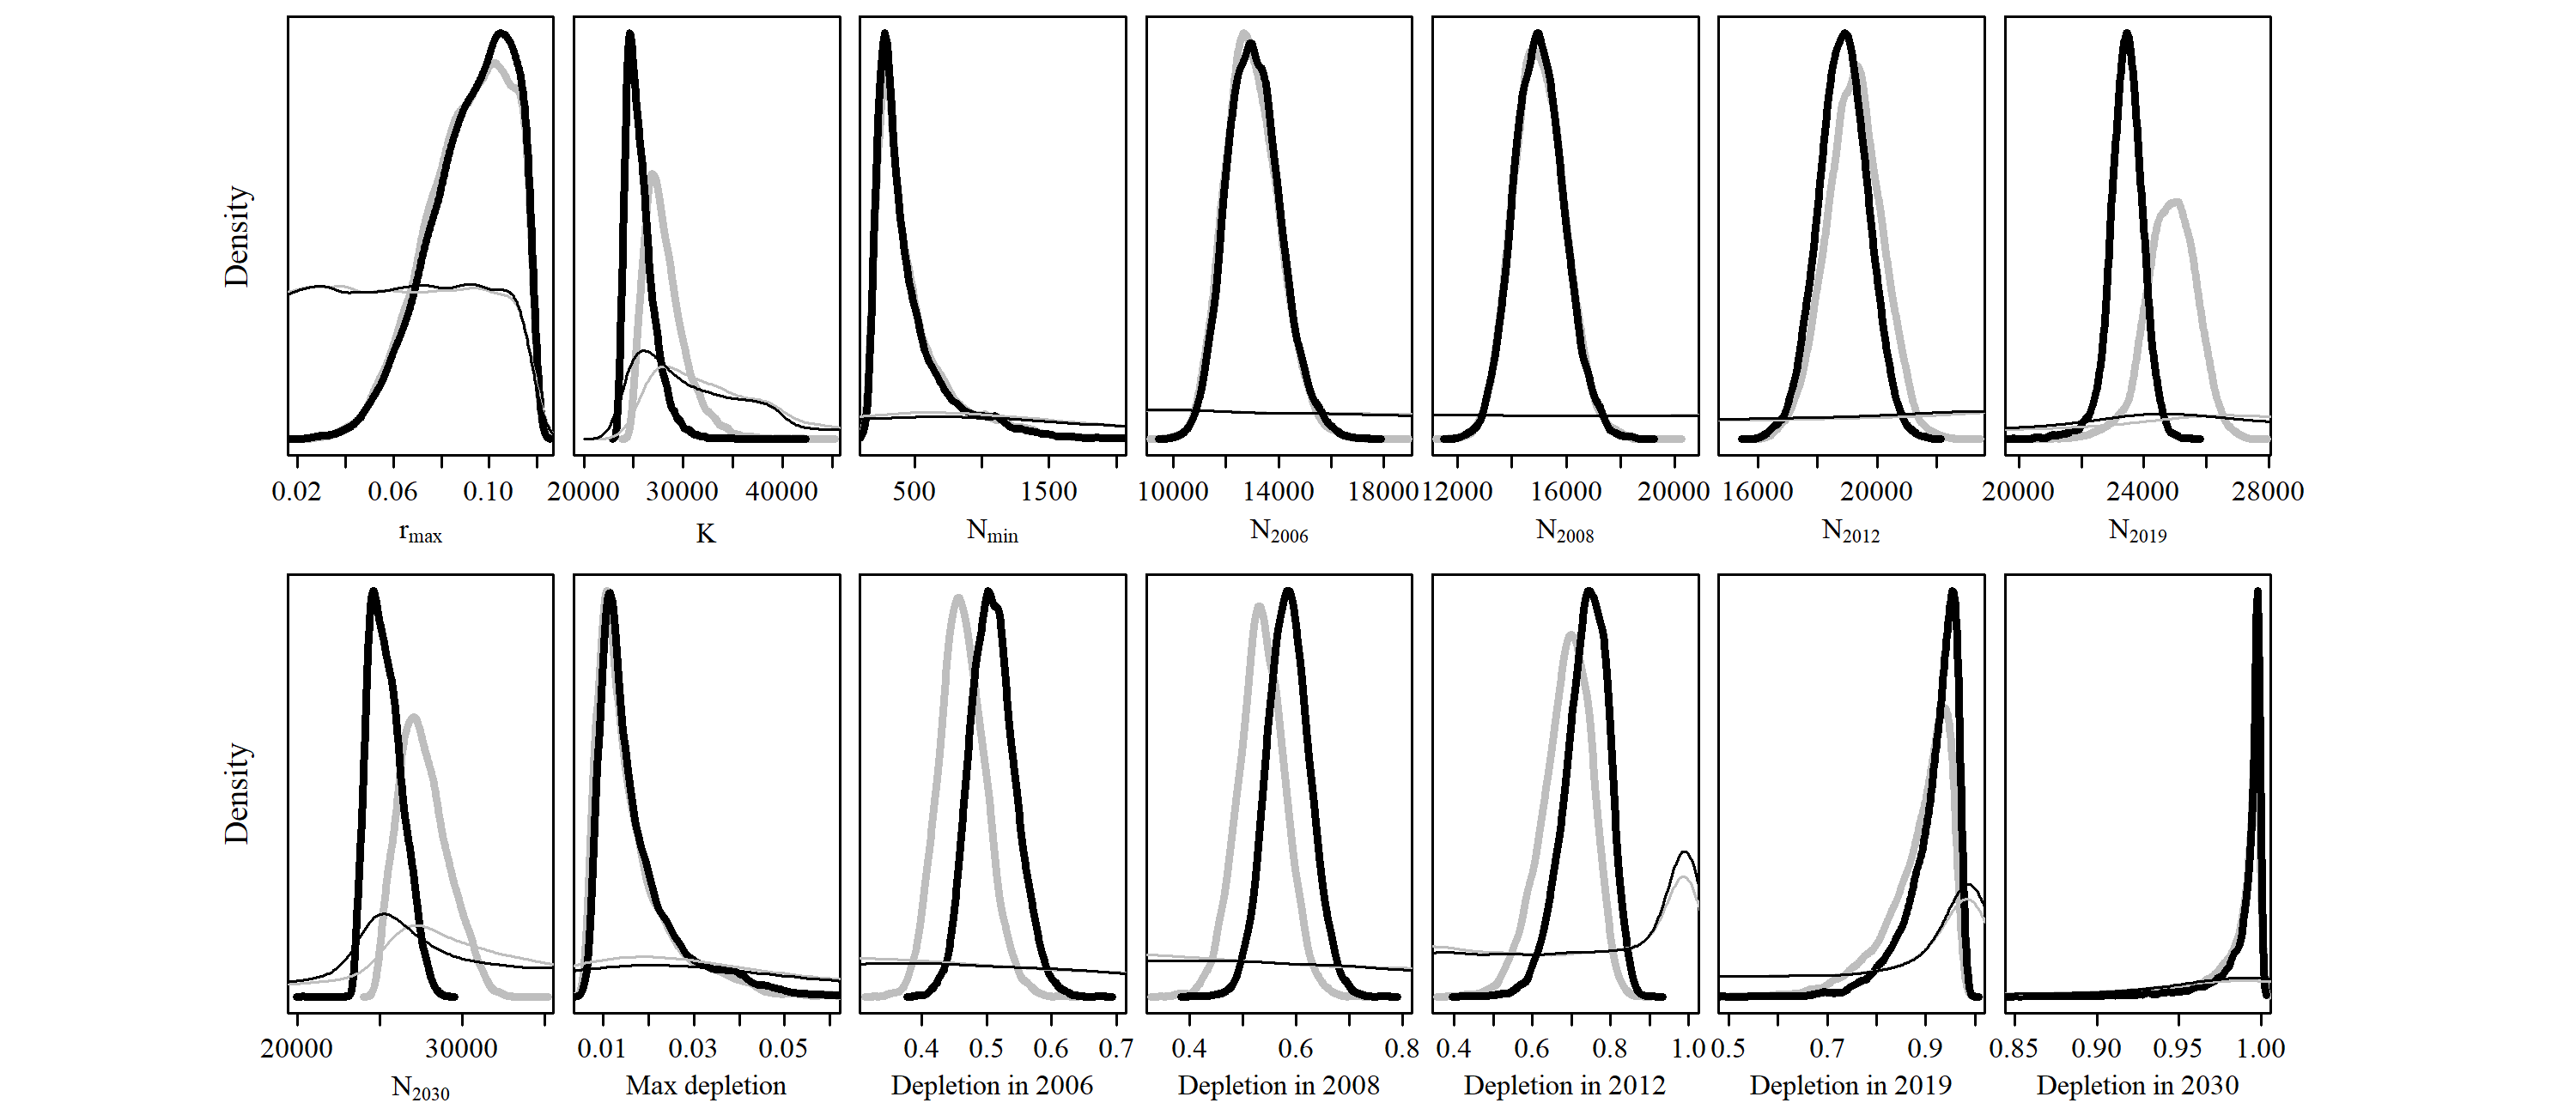 Density
0.02 0.06 0.10
r_max
20000 30000 40000
K
500 1500
N_min
10000 14000 18000
N_2006
12000 16000 20000
N_2008
16000 20000
N_2012
20000 24000 28000
N_2019
Density
20000 30000
N_2030
0.01 0.03 0.05
Max depletion
0.4 0.5 0.6 0.7
Depletion in 2006
0.4 0.6 0.8
Depletion in 2008
0.4 0.6 0.8 1.0
Depletion in 2012
0.5 0.7 0.9
Depletion in 2019
0.85 0.90 0.95 1.00
Depletion in 2030